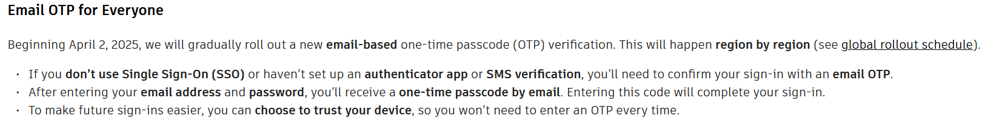 Email OTP for Everyone
Beginning April 2, 2025, we will gradually roll out a new email-based one-time passcode (OTP) verification. This will happen region by region (see global rollout schedule).
• If you don’t use Single Sign-On (SSO) or haven’t set up an authenticator app or SMS verification, you’ll need to confirm your sign-in with an email OTP.
• After entering your email address and password, you’ll receive a one-time passcode by email. Entering this code will complete your sign-in.
• To make future sign-ins easier, you can choose to trust your device, so you won’t need to enter an OTP every time.